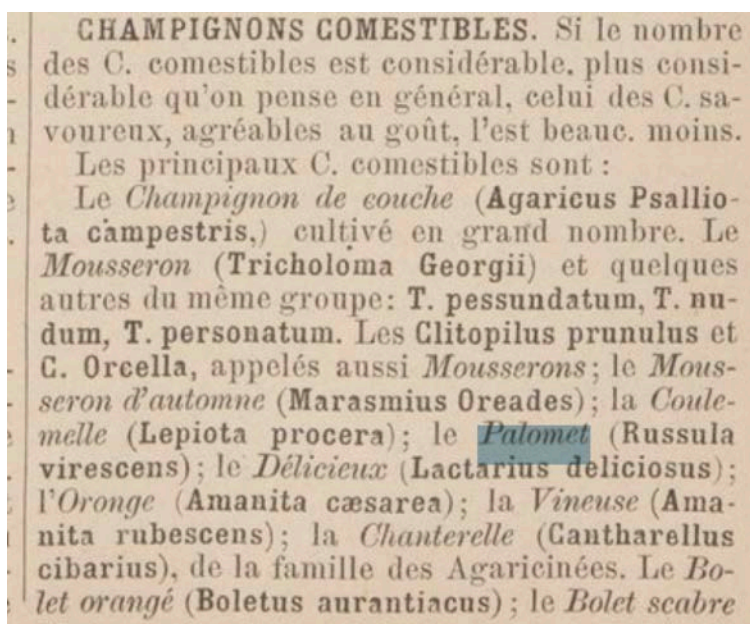 CHAMPIGNONS COMESTIBLES. Si le nombre
des C. comestibles est considérable, plus consi-
dérable qu'on pense en général, celui des C. sa-
voureux, agréables au goût, l'est beauc. moins.
Les principaux C. comestibles sont :
Le Champignon de couche (Agaricus Psallio-
ta campestris,) cultivé en grand nombre. Le
Mousseron (Tricholoma Georgii) et quelques
autres du même groupe: T. pessundatum, T. nu-
dum, T. personatum. Les Clitopilus prunulus et
C. Orcella, appelés aussi Mousserons; le Mous-
seron d'automne (Marasmius Oreades); la Coule-
melle (Lepiota procera); le Palomet (Russula
virescens); le Délicieux (Lactarius deliciosus);
l'Oronge (Amanita cæsarea); la Vineuse (Ama-
nita rubescens); la Chanterelle (Cantharellus
cibarius), de la famille des Agaricinées. Le Bo-
let orangé (Boletus aurantiacus); le Bolet scabre